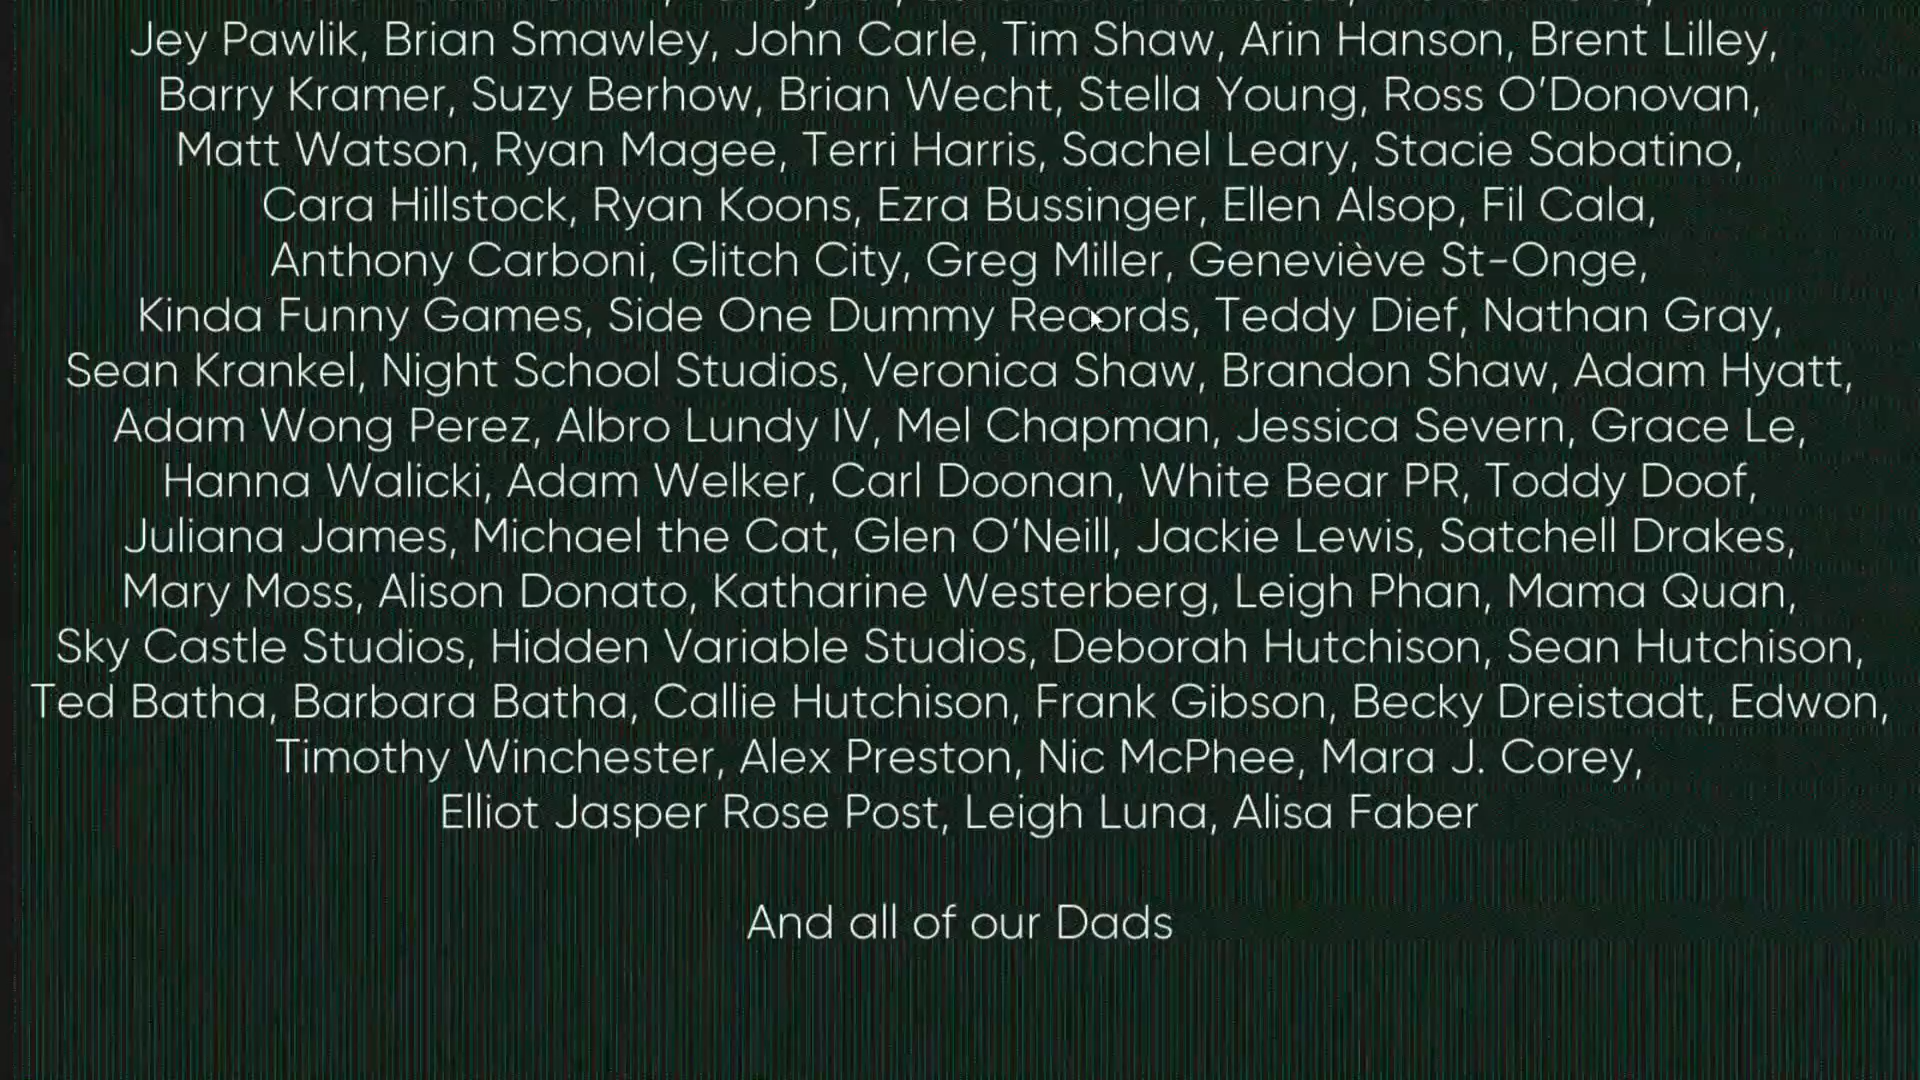 Jey Pawlik, Brian Smawley, John Carle, Tim Shaw, Arin Hanson, Brent Lilley,
Barry Kramer, Suzy Berhow, Brian Wecht, Stella Young, Ross O’Donovan,
Matt Watson, Ryan Magee, Terri Harris, Sachel Leary, Stacie Sabatino,
Cara Hillstock, Ryan Koons, Ezra Bussinger, Ellen Alsop, Fil Cala,
Anthony Carboni, Glitch City, Greg Miller, Geneviève St-Onge,
Kinda Funny Games, Side One Dummy Records, Teddy Dief, Nathan Gray,
Sean Krankel, Night School Studios, Veronica Shaw, Brandon Shaw, Adam Hyatt,
Adam Wong Perez, Albro Lundy IV, Mel Chapman, Jessica Severn, Grace Le,
Hanna Walicki, Adam Welker, Carl Doonan, White Bear PR, Toddy Doof,
Juliana James, Michael the Cat, Glen O’Neill, Jackie Lewis, Satchell Drakes,
Mary Moss, Alison Donato, Katharine Westerberg, Leigh Phan, Mama Quan,
Sky Castle Studios, Hidden Variable Studios, Deborah Hutchison, Sean Hutchison,
Ted Batha, Barbara Batha, Callie Hutchison, Frank Gibson, Becky Dreistadt, Edwon,
Timothy Winchester, Alex Preston, Nic McPhee, Mara J. Corey,
Elliot Jasper Rose Post, Leigh Luna, Alisa Faber
And all of our Dads